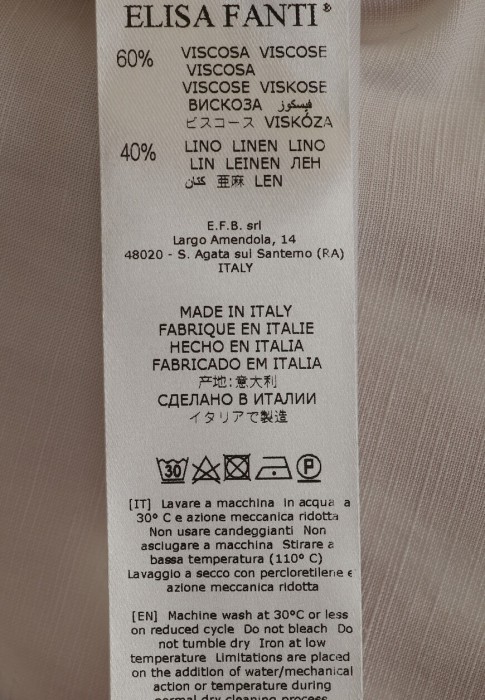 ELISA FANTI®
60% VISCOSA VISCOSE
VISCOSA
VISCOSE VISKOSE
ВИСКОЗА فيسكوز
ビスコース VISKÓZA
40% LINO LINEN LINO
LIN LEINEN ЛЕН
كتان 亜麻 LEN
E.F.B. srl
Largo Amendola, 14
48020 - S. Agata sul Santerno (RA)
ITALY
MADE IN ITALY
FABRIQUE EN ITALIE
HECHO EN ITALIA
FABRICADO EM ITALIA
产地:意大利
СДЕЛАНО В ИТАЛИИ
イタリアで製造
30 P
[IT] Lavare a macchina in acqua a
30° C e azione meccanica ridotta
Non usare candeggianti Non
asciugare a macchina Stirare a
bassa temperatura (110° C)
Lavaggio a secco con percloretilene e
azione meccanica ridotta
[EN] Machine wash at 30°C or less
on reduced cycle Do not bleach Do
not tumble dry Iron at low
temperature Limitations are placed
on the addition of water/mechanical
action or temperature during
normal dry cleaning process